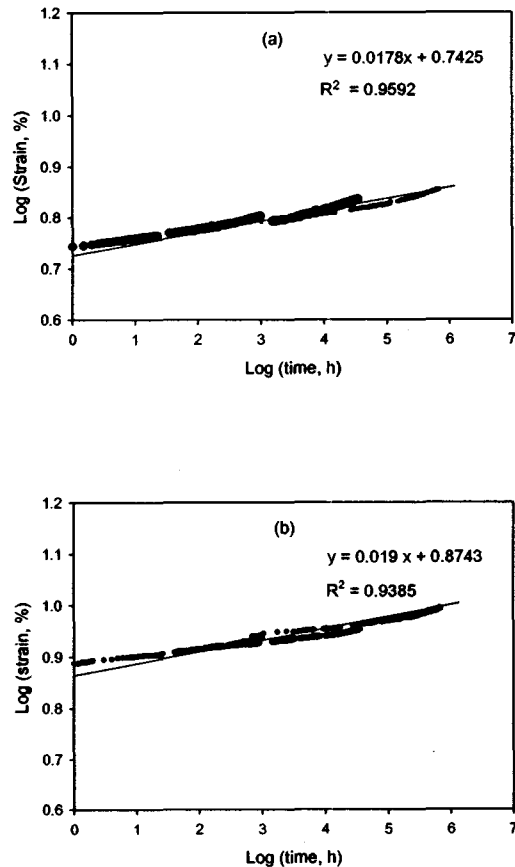 (a)
y = 0.0178x + 0.7425
R² = 0.9592
Log (Strain, %)
1.2
1.1
1.0
0.9
0.8
0.7
0.6
0 1 2 3 4 5 6 7
Log (time, h)
(b)
y = 0.019 x + 0.8743
R² = 0.9385
Log (strain, %)
1.2
1.1
1.0
0.9
0.8
0.7
0.6
0 1 2 3 4 5 6 7
Log (time, h)